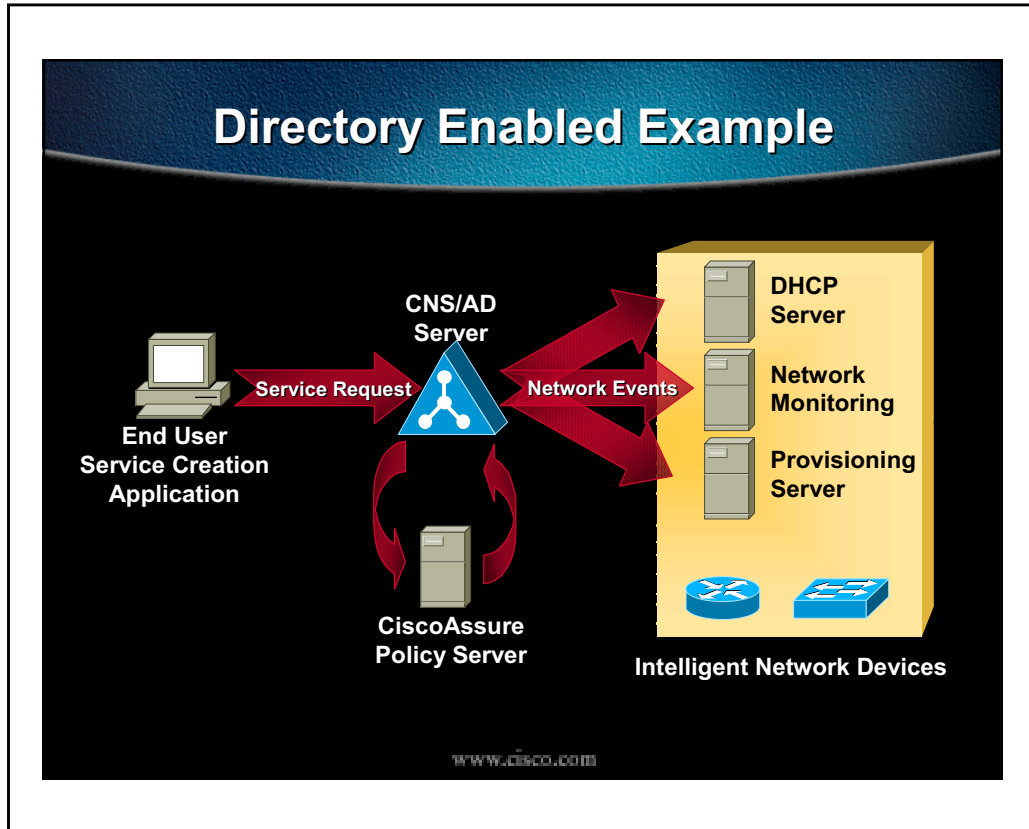 Directory Enabled Example
CNS/AD
Server
Service Request
Network Events
End User
Service Creation
Application
CiscoAssure
Policy Server
DHCP
Server
Network
Monitoring
Provisioning
Server
Intelligent Network Devices
www.cisco.com